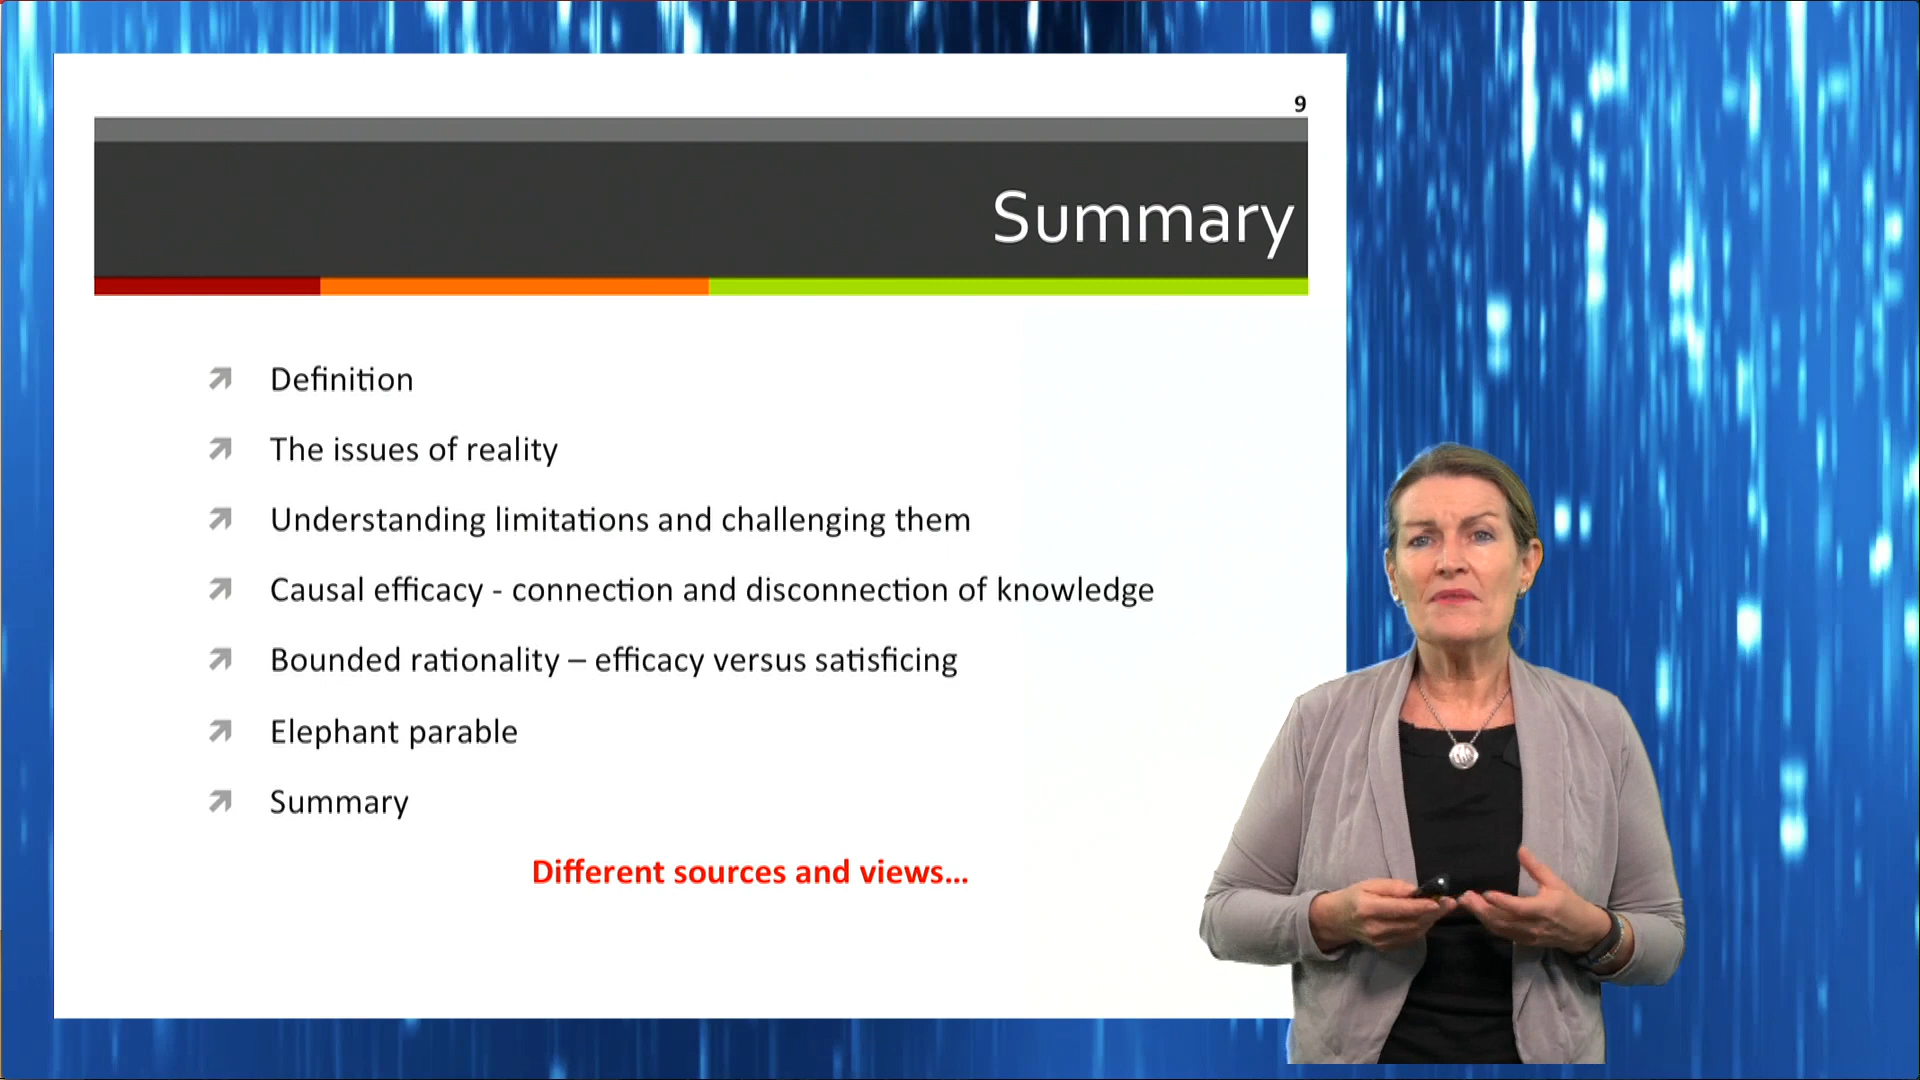 9
Summary
Definition
The issues of reality
Understanding limitations and challenging them
Causal efficacy - connection and disconnection of knowledge
Bounded rationality – efficacy versus satisficing
Elephant parable
Summary
Different sources and views...